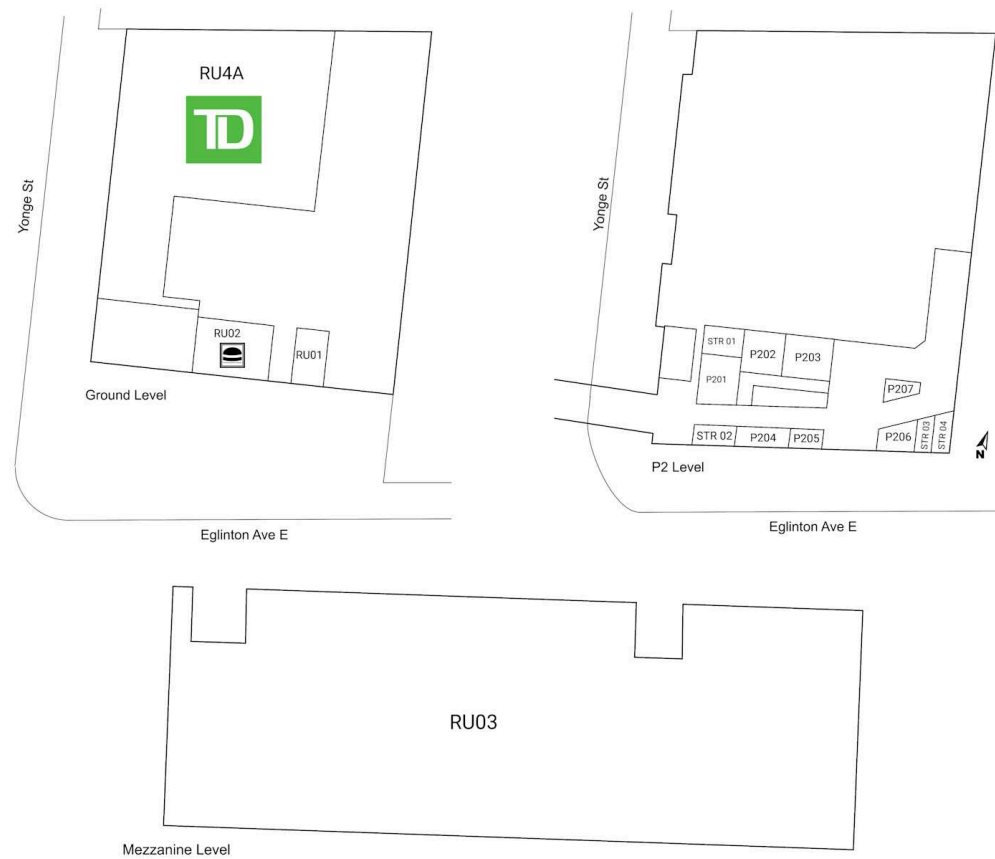 RU4A
TD
Yonge St
RU02
RU01
Ground Level
Eglinton Ave E
Yonge St
STR 01
P202
P203
P201
P207
STR 02
P204
P205
P206
STR 03
STR 04
P2 Level
N
Eglinton Ave E
RU03
Mezzanine Level